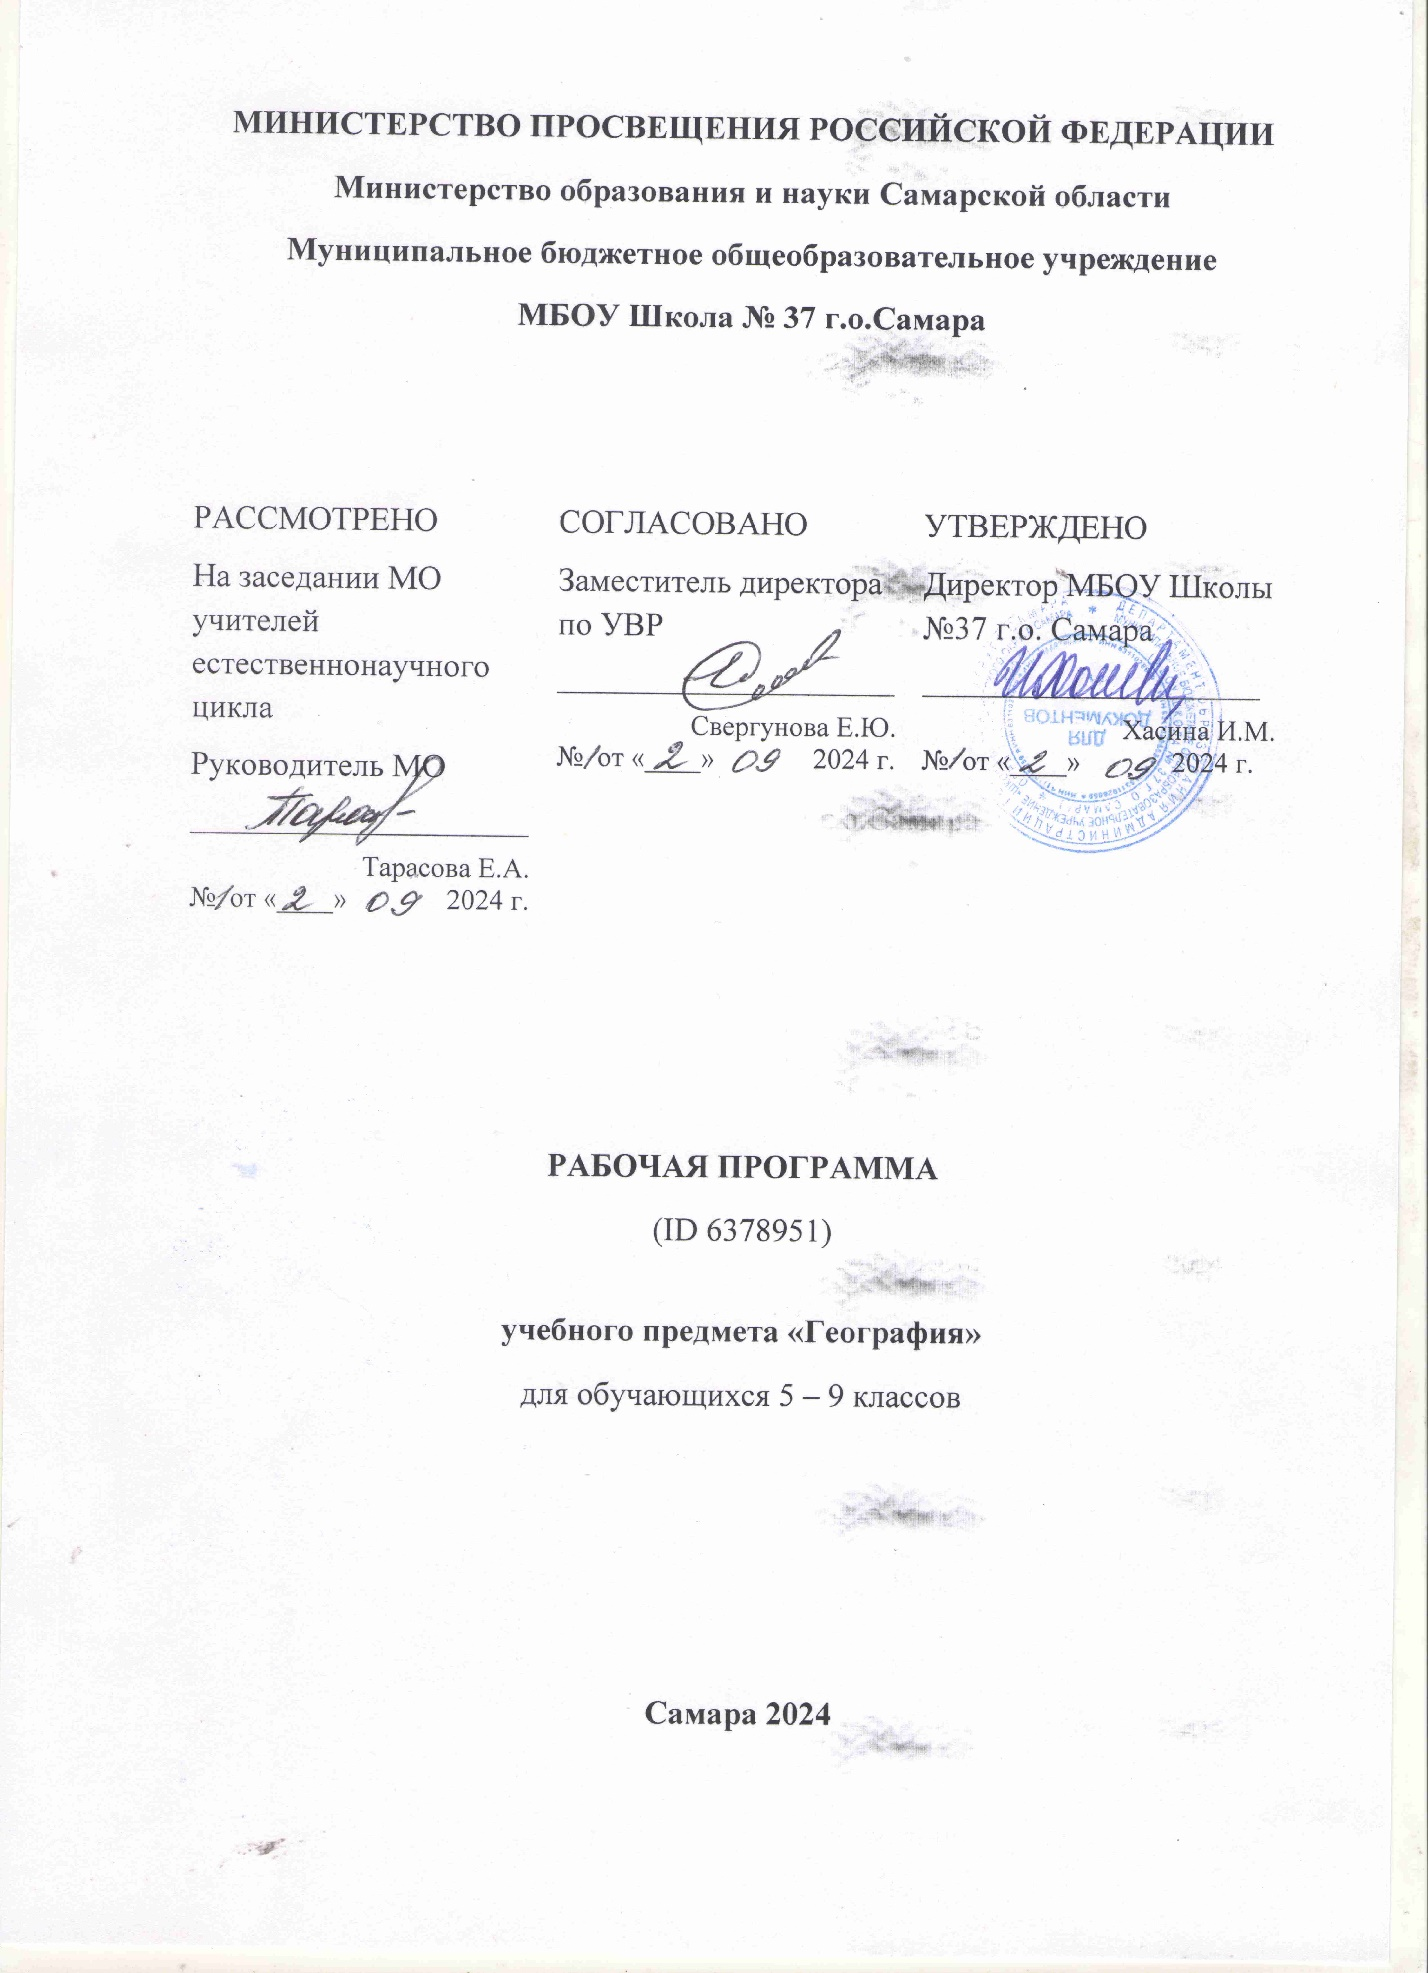 МИНИСТЕРСТВО ПРОСВЕЩЕНИЯ РОССИЙСКОЙ ФЕДЕРАЦИИ
Министерство образования и науки Самарской области
Муниципальное бюджетное общеобразовательное учреждение
МБОУ Школа № 37 г.о.Самара
РАССМОТРЕНО
На заседании МО
учителей
естественнонаучного
цикла
Руководитель МО
Тарасова Е.А.
№1от «2» 09 2024 г.
СОГЛАСОВАНО
Заместитель директора
по УВР
Свергунова Е.Ю.
№1от «2» 09 2024 г.
УТВЕРЖДЕНО
Директор МБОУ Школы
№37 г.о. Самара
ДЛЯ
ДОКУМЕНТОВ
Хасина И.М.
№1от «2» 09 2024 г.
РАБОЧАЯ ПРОГРАММА
(ID 6378951)
учебного предмета «География»
для обучающихся 5 – 9 классов
Самара 2024